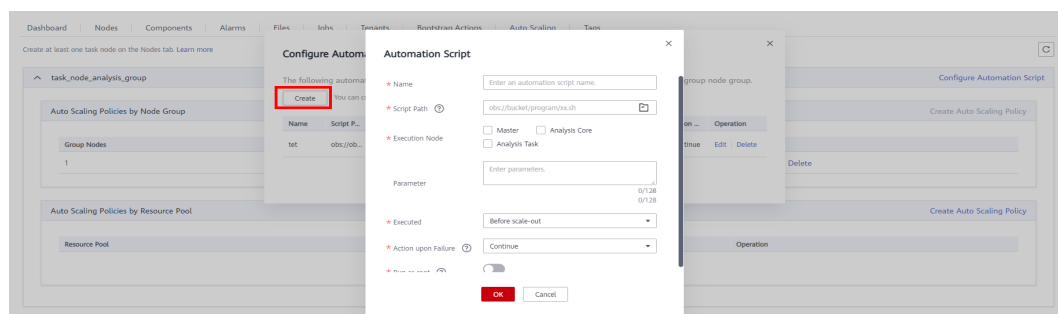 Dashboard Nodes Components Alarms Files Jobs Tenants Bootstrap Actions Auto Scaling Tags
Create at least one task node on the Nodes tab. Learn more
task_node_analysis_group
Configure Automation Script
Auto Scaling Policies by Node Group
Create Auto Scaling Policy
Group Nodes
1
Delete
Auto Scaling Policies by Resource Pool
Create Auto Scaling Policy
Resource Pool
Operation
Configure Automa
The following automa
group node group.
Create
You can c
Name Script P... on ... Operation
tet obs://ob... tinue Edit Delete
Automation Script
* Name
Enter an automation script name.
* Script Path
obs://bucket/program/xx.sh
* Execution Node
Master Analysis Core
Analysis Task
Parameter
Enter parameters.
0/128
0/128
* Executed
Before scale-out
* Action upon Failure
Continue
* Run as root
OK Cancel